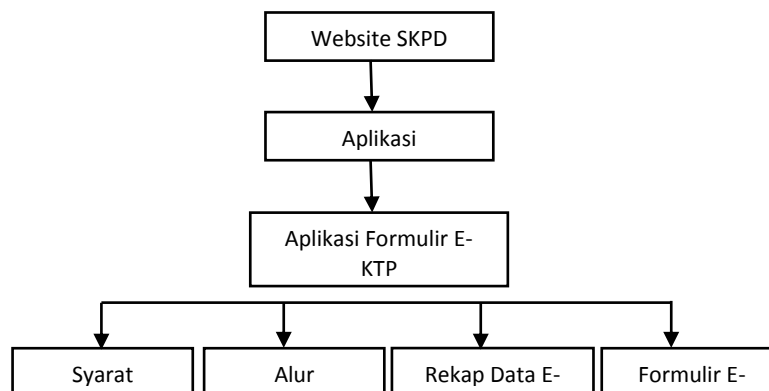 Website SKPD
Aplikasi
Aplikasi Formulir E-
KTP
Syarat
Alur
Rekap Data E-
Formulir E-